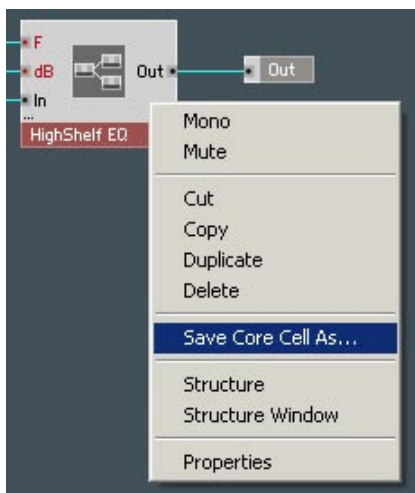 F
dB
Out
Out
In
...
HighShelf EQ
Mono
Mute
Cut
Copy
Duplicate
Delete
Save Core Cell As...
Structure
Structure Window
Properties